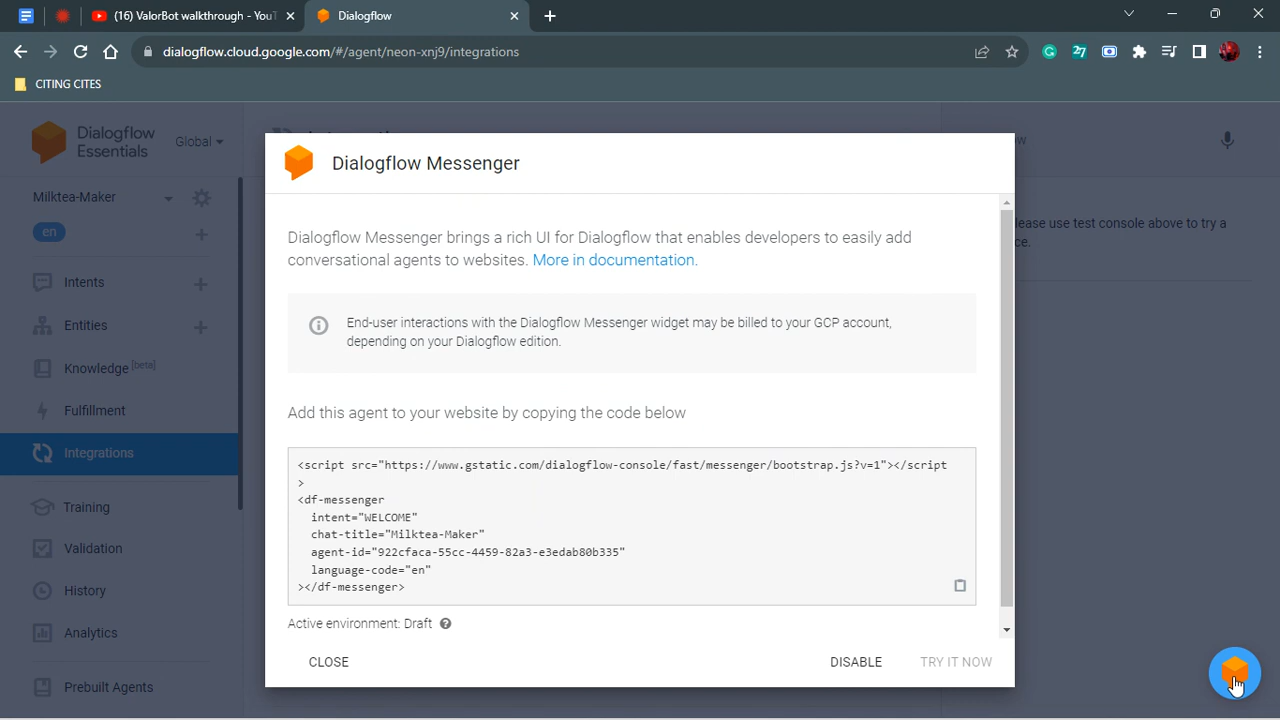 (16) ValorBot walkthrough - You
Dialogflow
dialogflow.cloud.google.com/#/agent/neon-xnj9/integrations
27
CITING CITES
Dialogflow
Essentials
Global
Milktea-Maker
en
Intents
Entities
Knowledge [beta]
Fulfillment
Integrations
Training
Validation
History
Analytics
Prebuilt Agents
Dialogflow Messenger
Dialogflow Messenger brings a rich UI for Dialogflow that enables developers to easily add
conversational agents to websites. More in documentation.
End-user interactions with the Dialogflow Messenger widget may be billed to your GCP account,
depending on your Dialogflow edition.
Add this agent to your website by copying the code below
<script src="https://www.gstatic.com/dialogflow-console/fast/messenger/bootstrap.js?v=1"></script
>
<df-messenger
intent="WELCOME"
chat-title="Milktea-Maker"
agent-id="922cfaca-55cc-4459-82a3-e3edab80b335"
language-code="en"
></df-messenger>
Active environment: Draft
CLOSE
DISABLE
TRY IT NOW
lease use test console above to try a
ce.